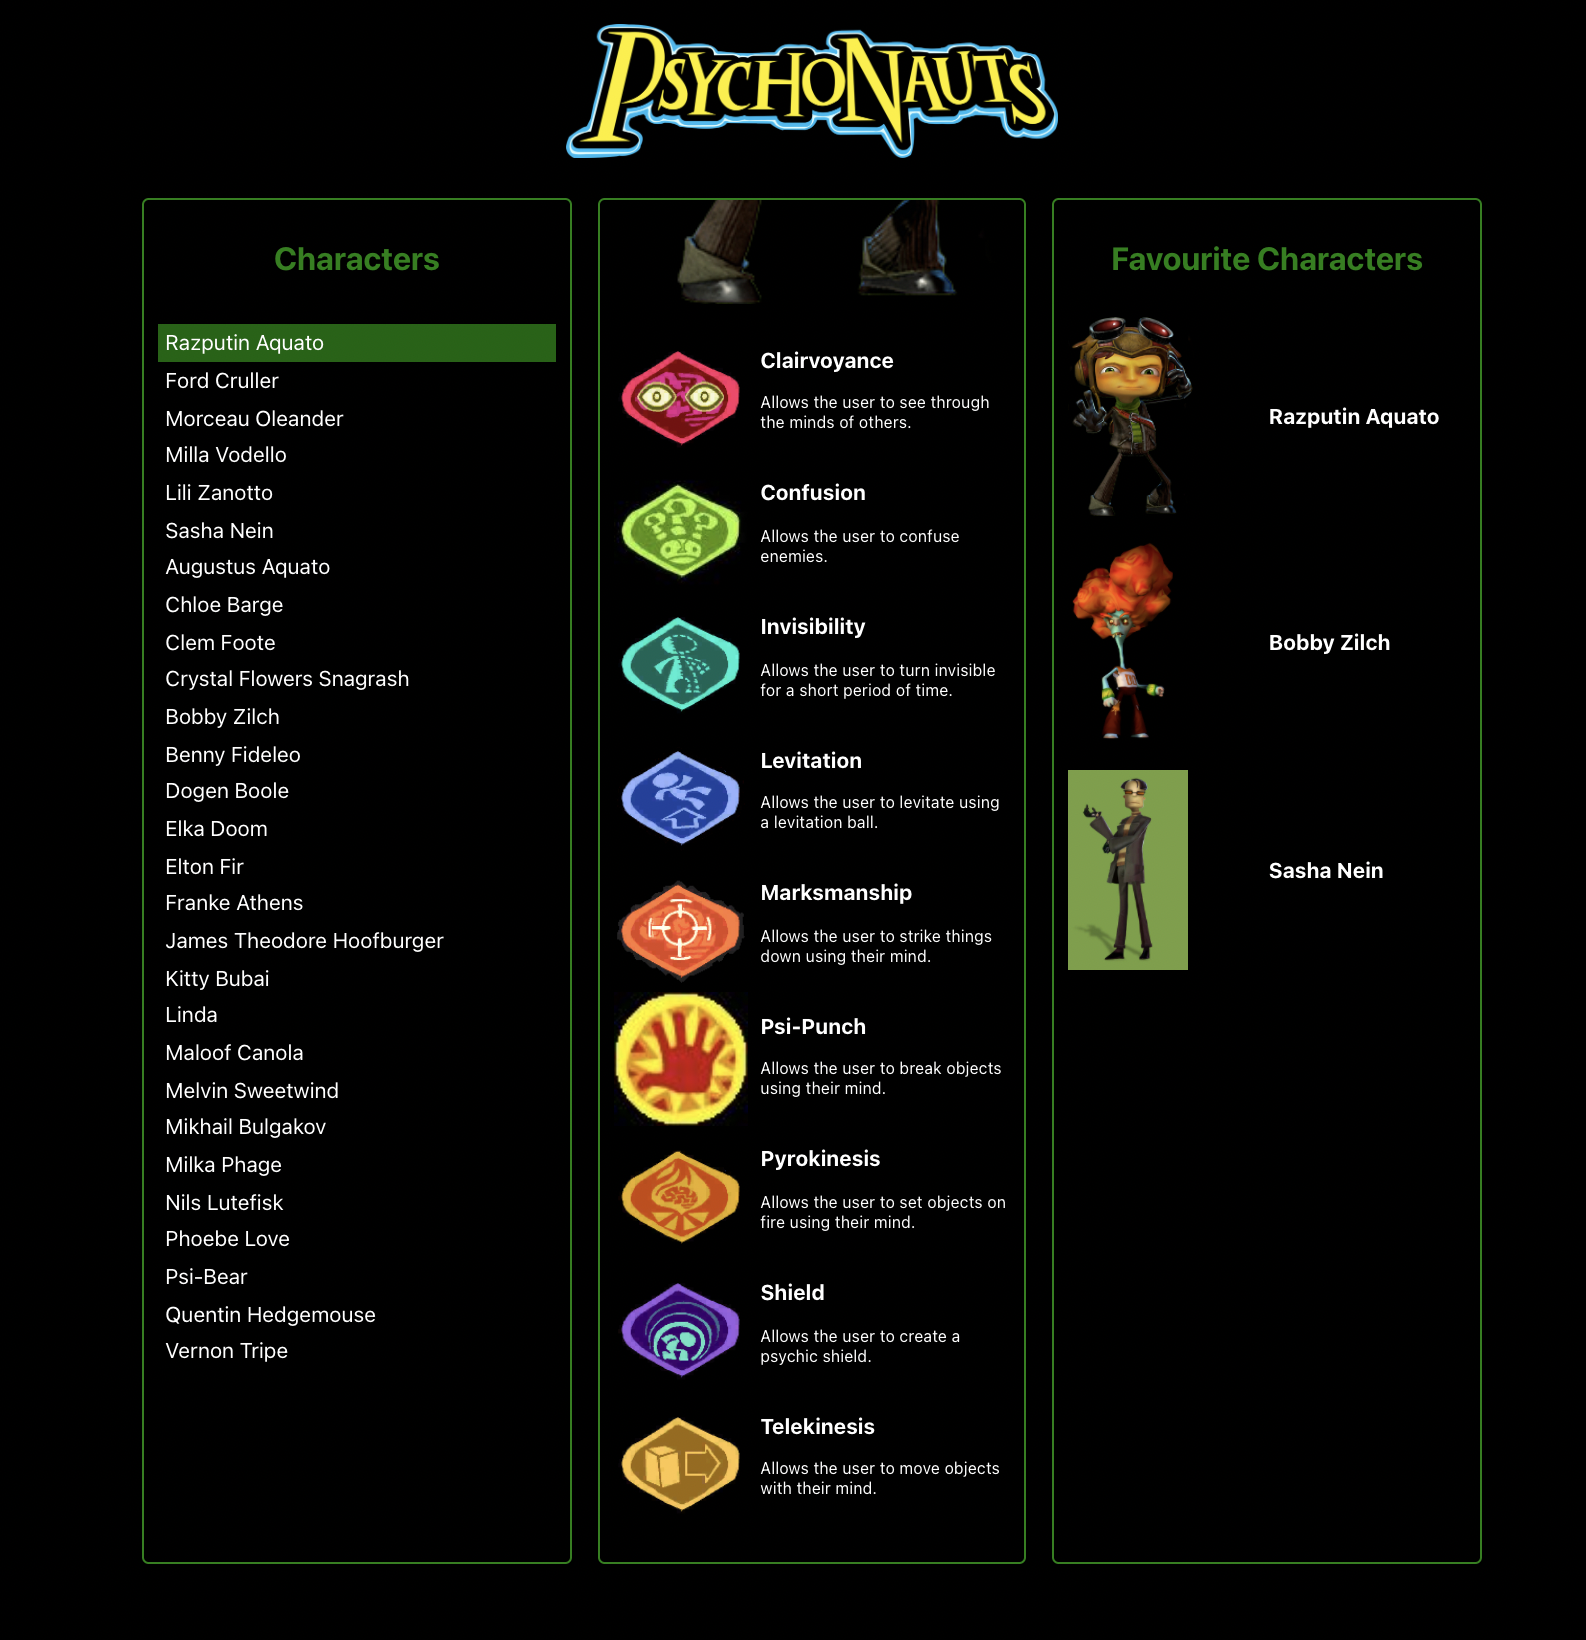 PSYCHONAUTS
Characters
Razputin Aquato
Ford Cruller
Morceau Oleander
Milla Vodello
Lili Zanotto
Sasha Nein
Augustus Aquato
Chloe Barge
Clem Foote
Crystal Flowers Snagrash
Bobby Zilch
Benny Fideleo
Dogen Boole
Elka Doom
Elton Fir
Franke Athens
James Theodore Hoofburger
Kitty Bubai
Linda
Maloof Canola
Melvin Sweetwind
Mikhail Bulgakov
Milka Phage
Nils Lutefisk
Phoebe Love
Psi-Bear
Quentin Hedgemouse
Vernon Tripe
Clairvoyance
Allows the user to see through
the minds of others.
Confusion
Allows the user to confuse
enemies.
Invisibility
Allows the user to turn invisible
for a short period of time.
Levitation
Allows the user to levitate using
a levitation ball.
Marksmanship
Allows the user to strike things
down using their mind.
Psi-Punch
Allows the user to break objects
using their mind.
Pyrokinesis
Allows the user to set objects on
fire using their mind.
Shield
Allows the user to create a
psychic shield.
Telekinesis
Allows the user to move objects
with their mind.
Favourite Characters
Razputin Aquato
Bobby Zilch
Sasha Nein